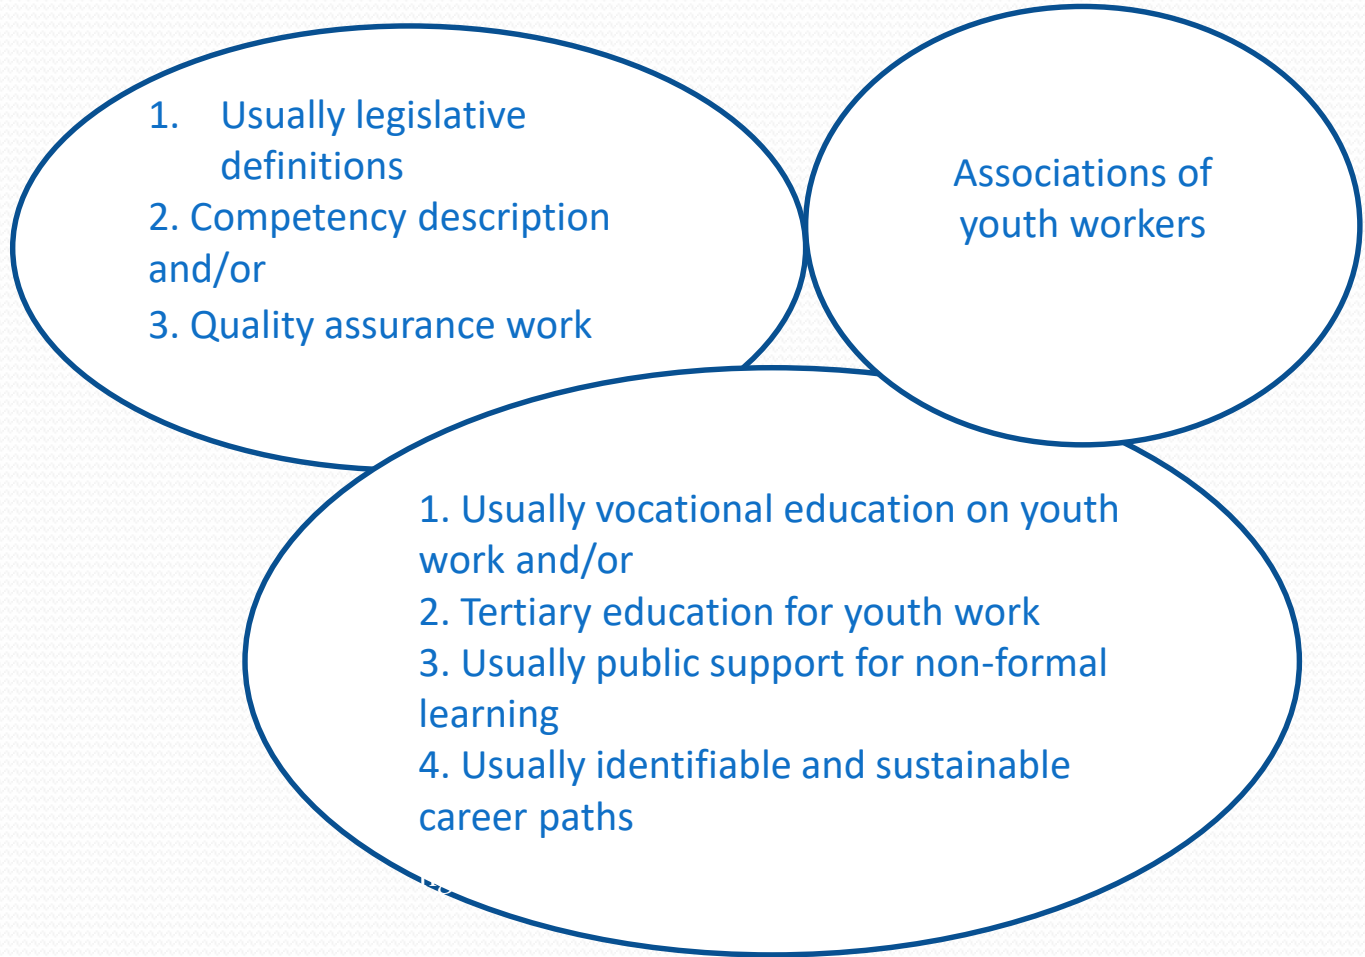 1. Usually legislative
definitions
2. Competency description
and/or
3. Quality assurance work
Associations of
youth workers
1. Usually vocational education on youth
work and/or
2. Tertiary education for youth work
3. Usually public support for non-formal
learning
4. Usually identifiable and sustainable
career paths